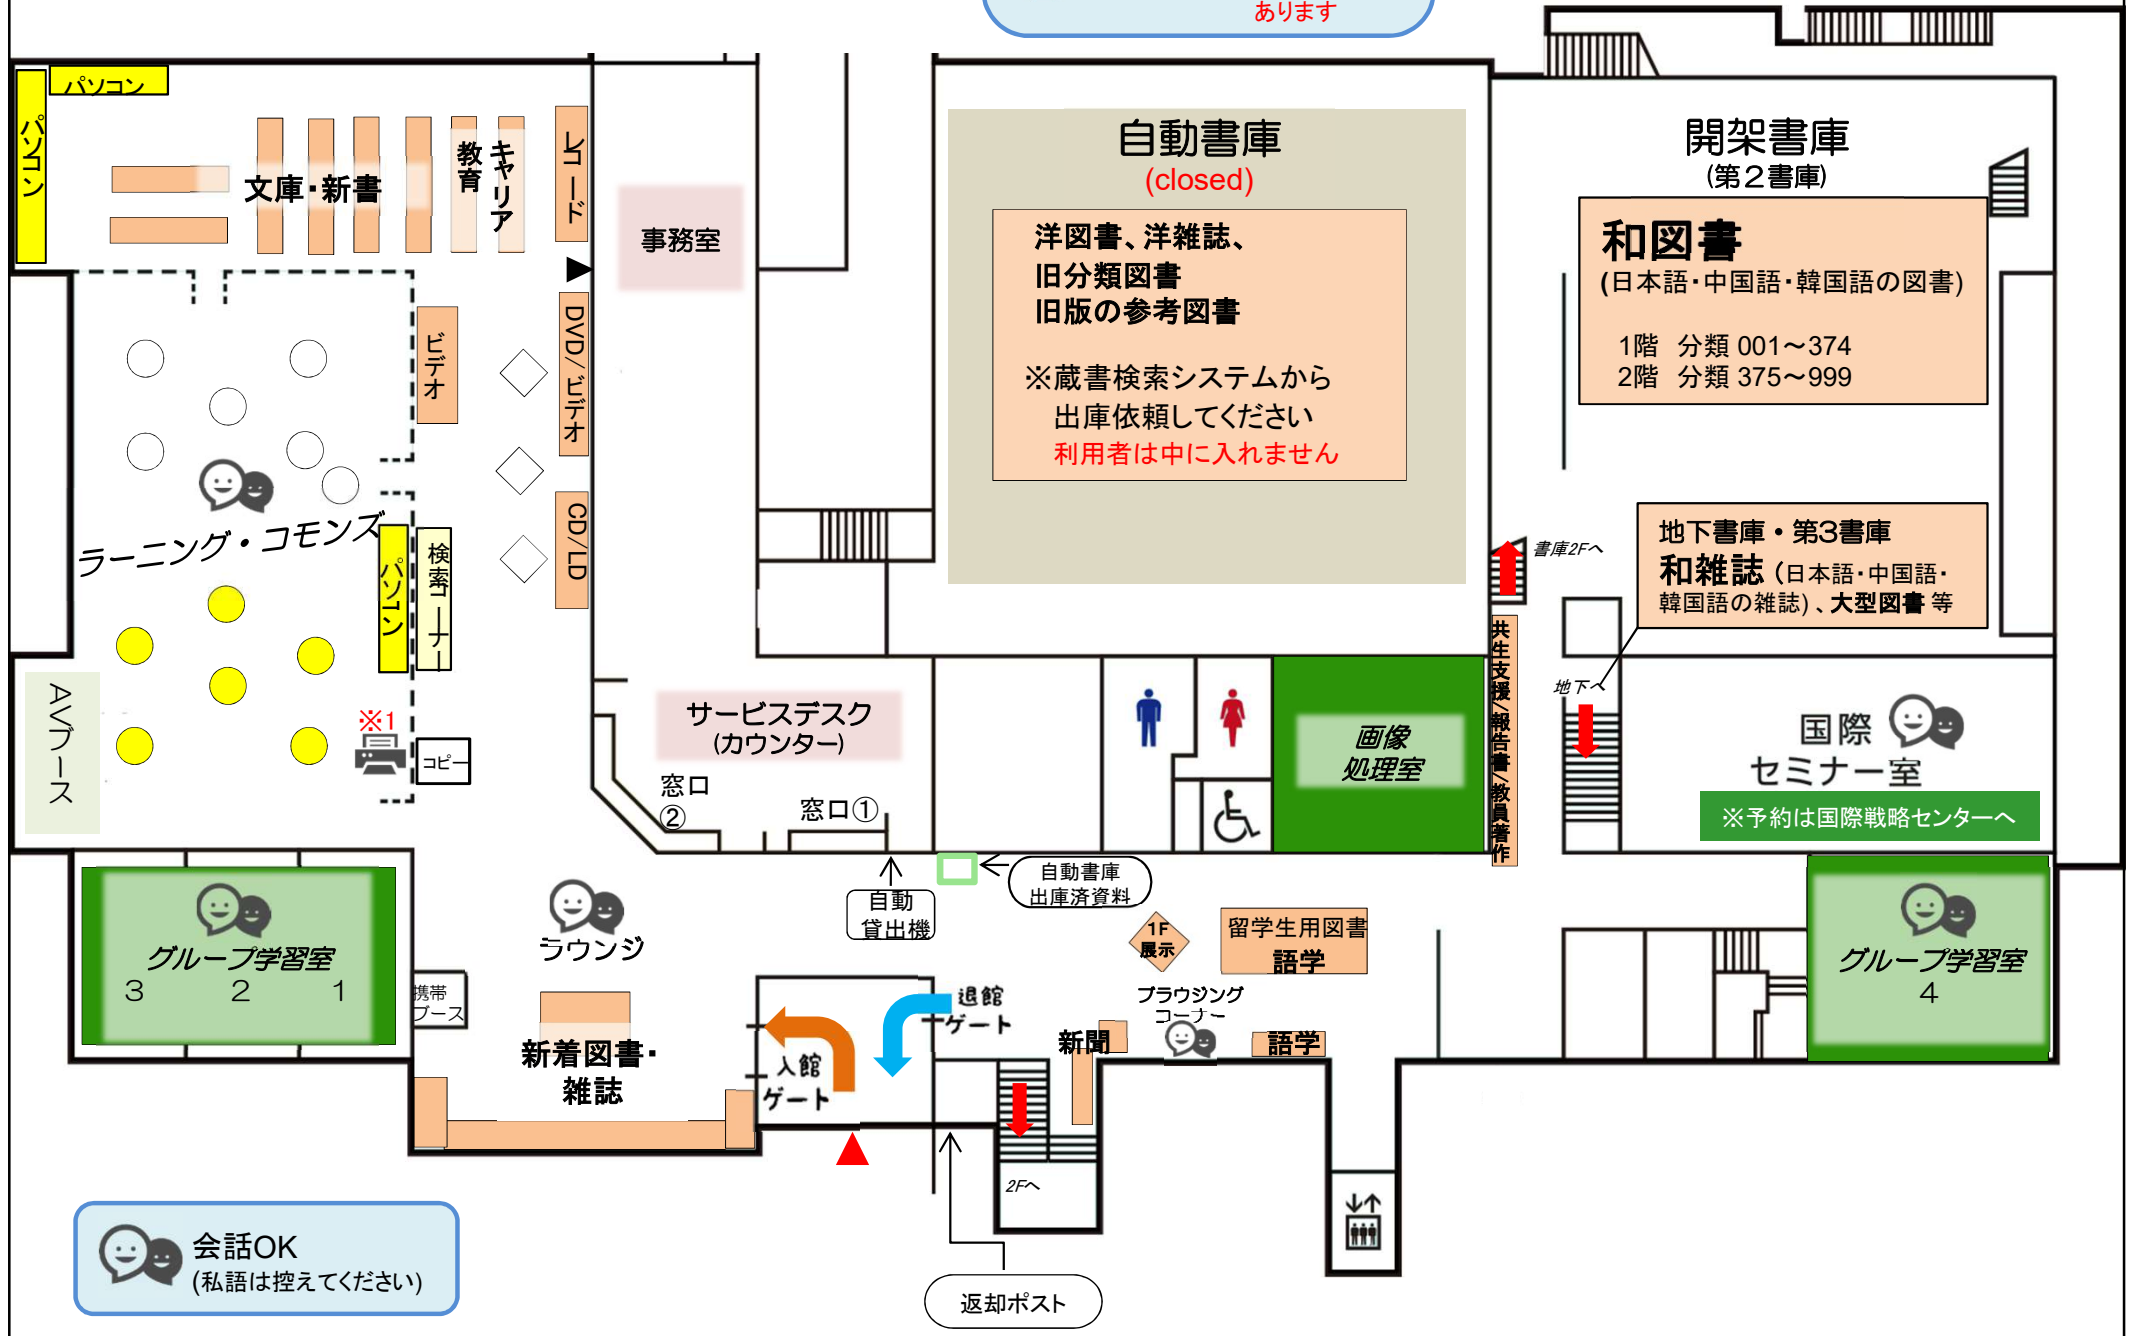 あります
パソコン
パソコン
文庫・新書
教育
キャリア
レコード
事務室
自動書庫
(closed)
洋図書、洋雑誌、
旧分類図書
旧版の参考図書
※蔵書検索システムから
出庫依頼してください
利用者は中に入れません
開架書庫
(第2書庫)
和図書
(日本語・中国語・韓国語の図書)
1階 分類 001～374
2階 分類 375～999
ビデオ
DVD/ビデオ
CD/LD
ラーニング・コモンズ
パソコン
検索コーナー
書庫2Fへ
地下書庫・第3書庫
和雑誌 (日本語・中国語・
韓国語の雑誌)、大型図書 等
地下へ
共生支援/報告書/教員著作
AVブース
※1
コピー
サービスデスク
(カウンター)
窓口
②
窓口①
画像
処理室
国際
セミナー室
※予約は国際戦略センターへ
自動
貸出機
自動書庫
出庫済資料
グループ学習室
3 2 1
ラウンジ
携帯
ブース
新着図書・
雑誌
入館
ゲート
退館
ゲート
1F
展示
留学生用図書
語学
ブラウジング
コーナー
新聞
語学
グループ学習室
4
2Fへ
返却ポスト
会話OK
(私語は控えてください)